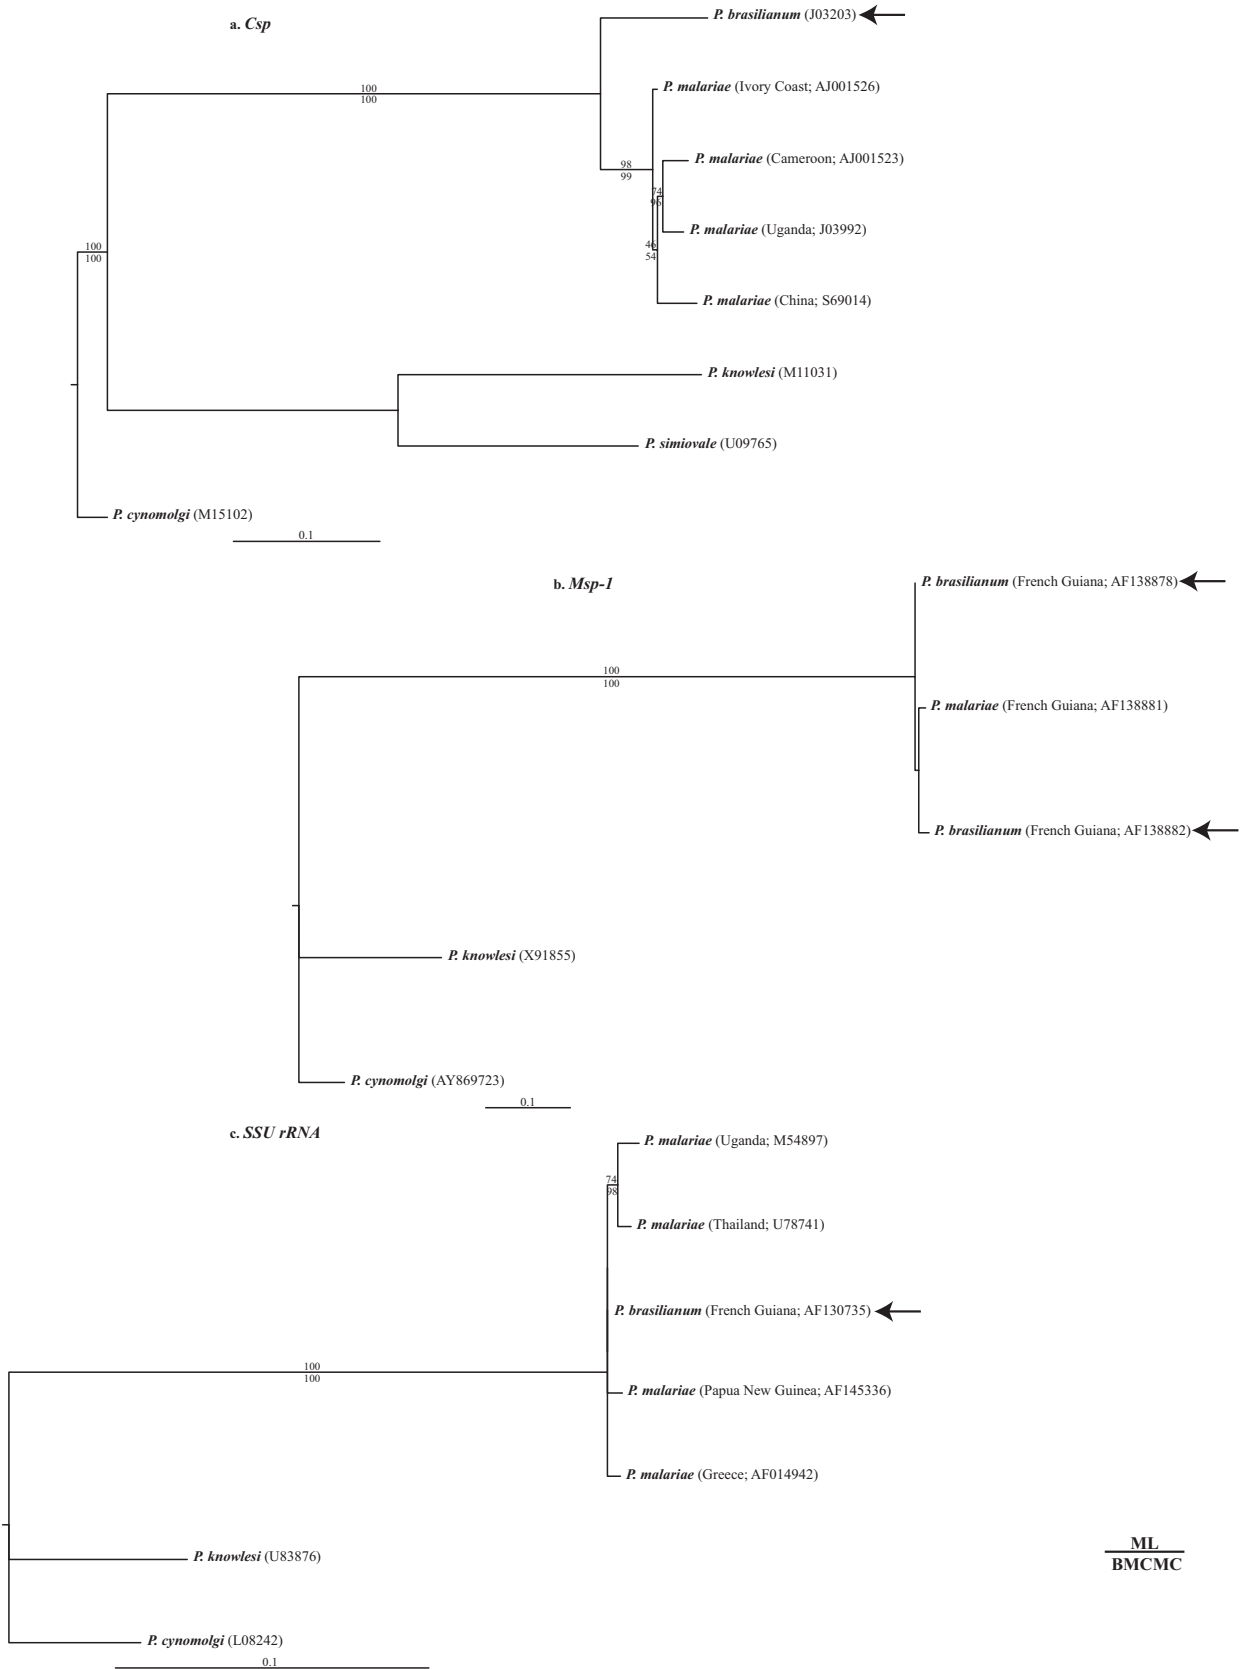 a. Csp
P. brasilianum (J03203)
100
100
P. malariae (Ivory Coast; AJ001526)
98
99
P. malariae (Cameroon; AJ001523)
74
96
P. malariae (Uganda; J03992)
46
54
100
100
P. malariae (China; S69014)
P. knowlesi (M11031)
P. simiovale (U09765)
P. cynomolgi (M15102)
0.1
b. Msp-1
P. brasilianum (French Guiana; AF138878)
100
100
P. malariae (French Guiana; AF138881)
P. brasilianum (French Guiana; AF138882)
P. knowlesi (X91855)
P. cynomolgi (AY869723)
0.1
c. SSU rRNA
P. malariae (Uganda; M54897)
74
98
P. malariae (Thailand; U78741)
P. brasilianum (French Guiana; AF130735)
100
100
P. malariae (Papua New Guinea; AF145336)
P. malariae (Greece; AF014942)
P. knowlesi (U83876)
ML
BMCMC
P. cynomolgi (L08242)
0.1